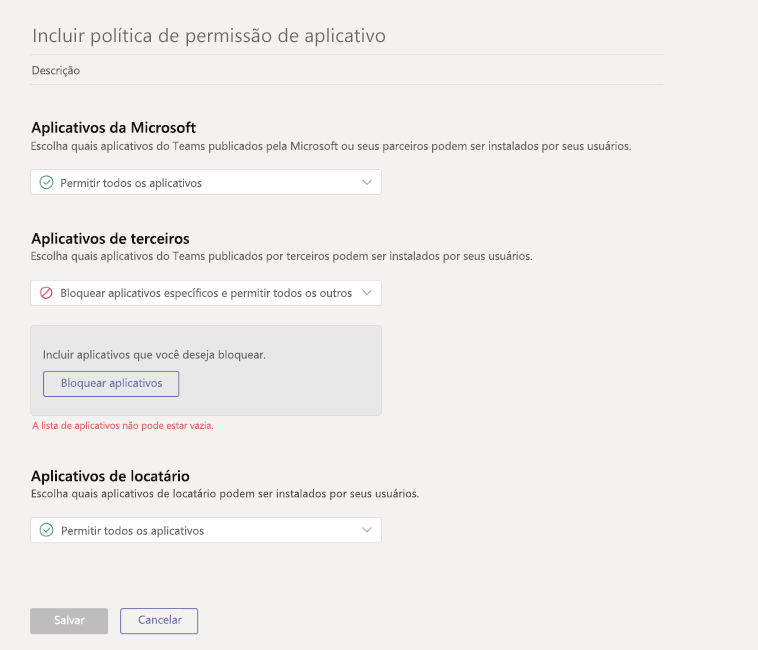 Incluir política de permissão de aplicativo
Descrição
Aplicativos da Microsoft
Escolha quais aplicativos do Teams publicados pela Microsoft ou seus parceiros podem ser instalados por seus usuários.
Permitir todos os aplicativos
Aplicativos de terceiros
Escolha quais aplicativos do Teams publicados por terceiros podem ser instalados por seus usuários.
Bloquear aplicativos específicos e permitir todos os outros
Incluir aplicativos que você deseja bloquear.
Bloquear aplicativos
A lista de aplicativos não pode estar vazia.
Aplicativos de locatário
Escolha quais aplicativos de locatário podem ser instalados por seus usuários.
Permitir todos os aplicativos
Salvar
Cancelar